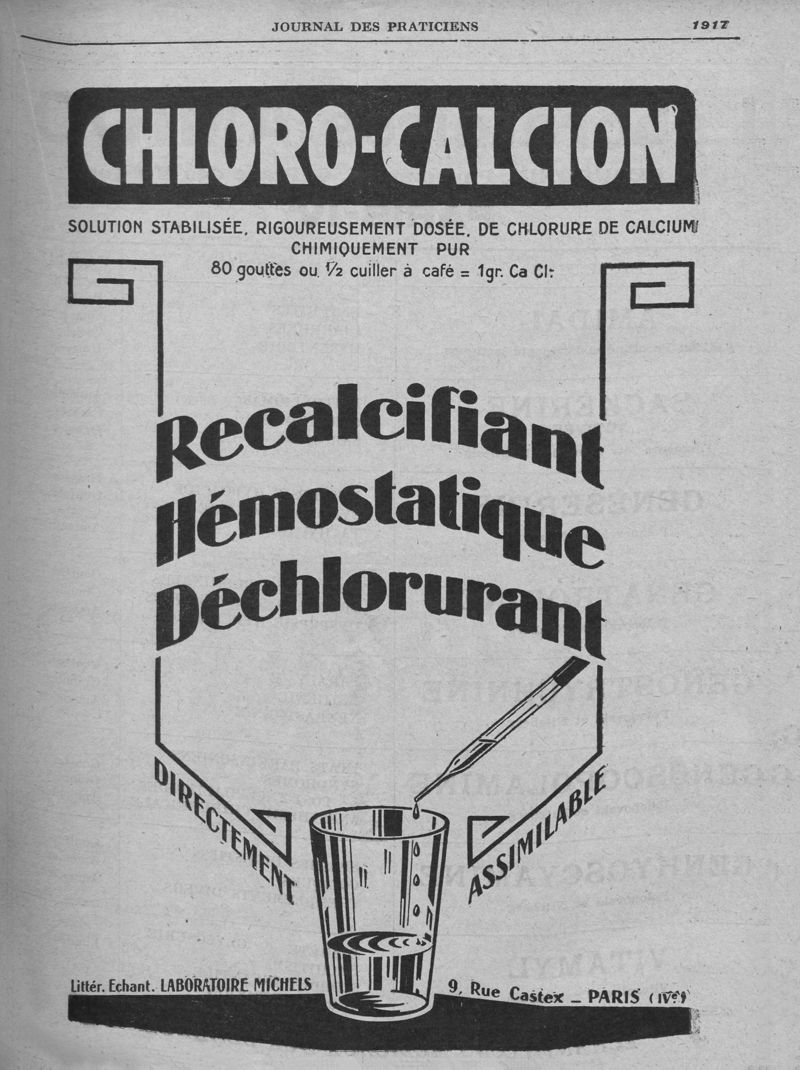 JOURNAL DES PRATICIENS
1917
CHLORO-CALCION
SOLUTION STABILISÉE, RIGOUREUSEMENT DOSÉE, DE CHLORURE DE CALCIUM
CHIMIQUEMENT PUR
80 gouttes ou 1/2 cuiller à café = 1gr. Ca Cl²
Recalcifiant
Hémostatique
Déchlorurant
DIRECTEMENT
ASSIMILABLE
Littér. Echant. LABORATOIRE MICHELS
9, Rue Castex _ PARIS (IVe)